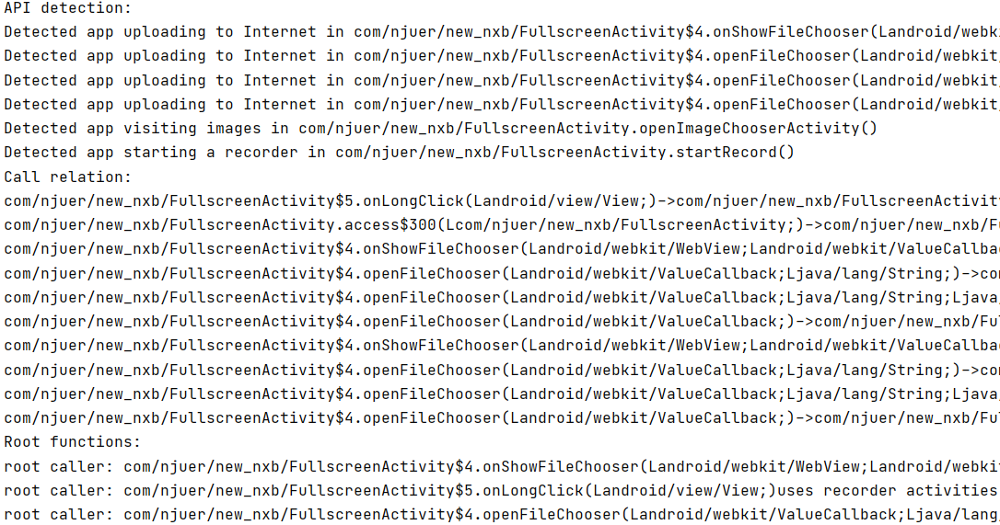 API detection:
Detected app uploading to Internet in com/njuer/new_nxb/FullscreenActivity$4.onShowFileChooser(Landroid/webk
Detected app uploading to Internet in com/njuer/new_nxb/FullscreenActivity$4.openFileChooser(Landroid/webkit/
Detected app uploading to Internet in com/njuer/new_nxb/FullscreenActivity$4.openFileChooser(Landroid/webkit/
Detected app uploading to Internet in com/njuer/new_nxb/FullscreenActivity$4.openFileChooser(Landroid/webkit/
Detected app visiting images in com/njuer/new_nxb/FullscreenActivity.openImageChooserActivity()
Detected app starting a recorder in com/njuer/new_nxb/FullscreenActivity.startRecord()
Call relation:
com/njuer/new_nxb/FullscreenActivity$5.onLongClick(Landroid/view/View;)->com/njuer/new_nxb/FullscreenActivity
com/njuer/new_nxb/FullscreenActivity.access$300(Lcom/njuer/new_nxb/FullscreenActivity;)->com/njuer/new_nxb/Fu
com/njuer/new_nxb/FullscreenActivity$4.onShowFileChooser(Landroid/webkit/WebView;Landroid/webkit/ValueCallba
com/njuer/new_nxb/FullscreenActivity$4.openFileChooser(Landroid/webkit/ValueCallback;Ljava/lang/String;)->co
com/njuer/new_nxb/FullscreenActivity$4.openFileChooser(Landroid/webkit/ValueCallback;Ljava/lang/String;Ljava/
com/njuer/new_nxb/FullscreenActivity$4.openFileChooser(Landroid/webkit/ValueCallback;)->com/njuer/new_nxb/Ful
com/njuer/new_nxb/FullscreenActivity$4.onShowFileChooser(Landroid/webkit/WebView;Landroid/webkit/ValueCallba
com/njuer/new_nxb/FullscreenActivity$4.openFileChooser(Landroid/webkit/ValueCallback;Ljava/lang/String;)->co
com/njuer/new_nxb/FullscreenActivity$4.openFileChooser(Landroid/webkit/ValueCallback;Ljava/lang/String;Ljava/
com/njuer/new_nxb/FullscreenActivity$4.openFileChooser(Landroid/webkit/ValueCallback;)->com/njuer/new_nxb/Ful
Root functions:
root caller: com/njuer/new_nxb/FullscreenActivity$4.onShowFileChooser(Landroid/webkit/WebView;Landroid/webki
root caller: com/njuer/new_nxb/FullscreenActivity$5.onLongClick(Landroid/view/View;)uses recorder activities
root caller: com/njuer/new_nxb/FullscreenActivity$4.openFileChooser(Landroid/webkit/ValueCallback;Ljava/lang/